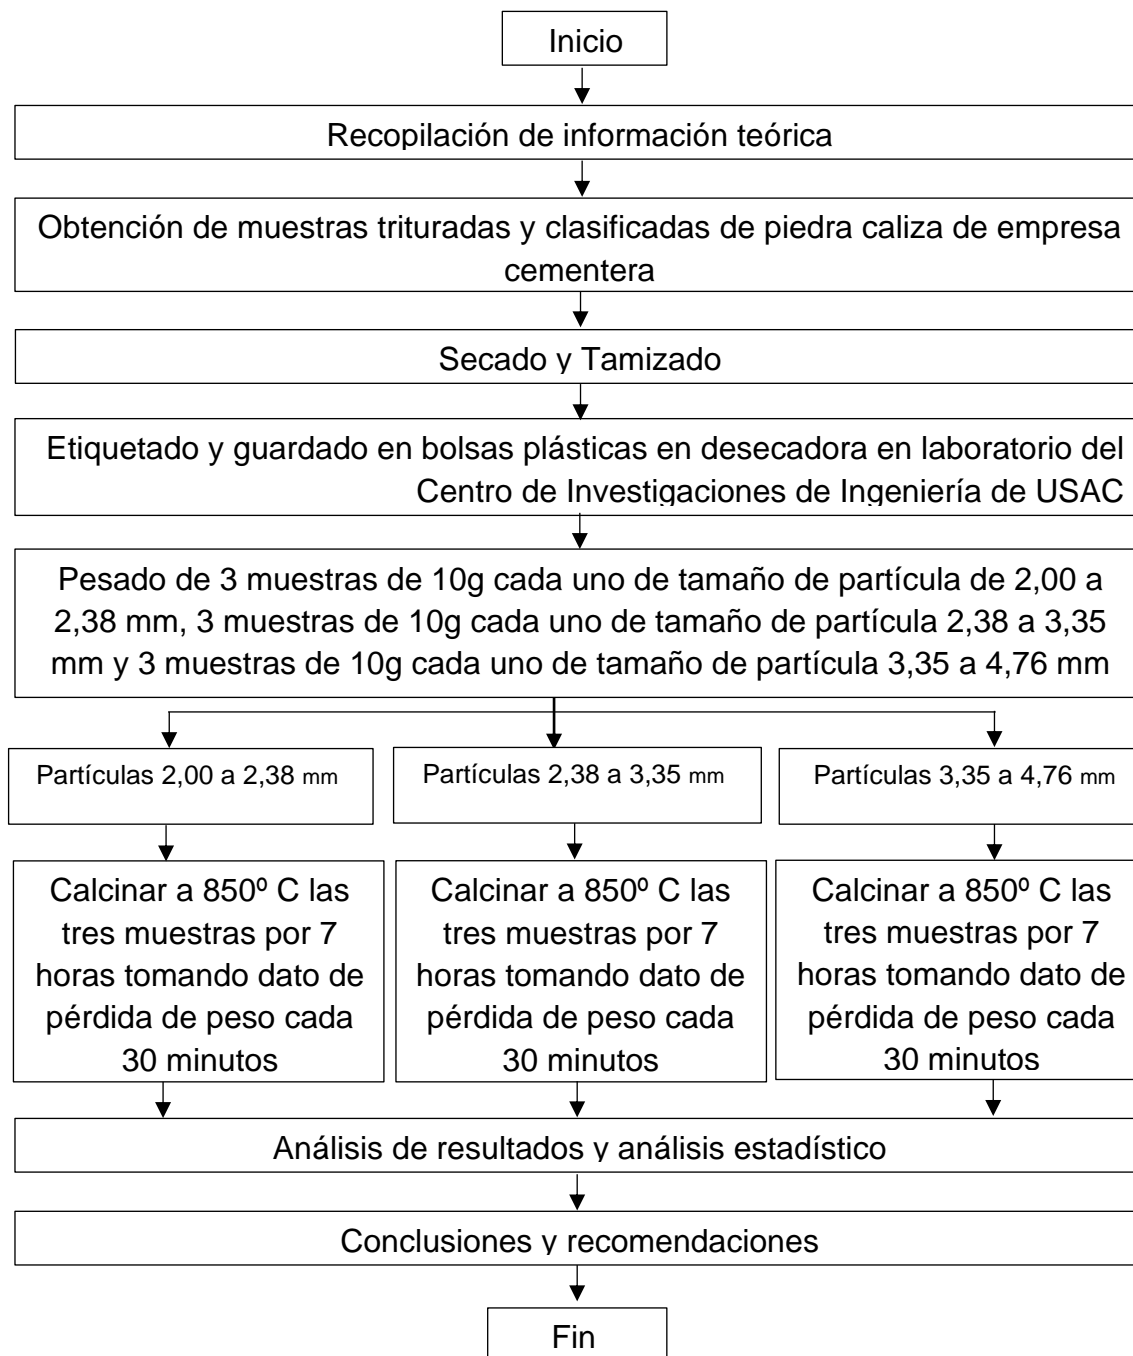 Inicio
Recopilación de información teórica
Obtención de muestras trituradas y clasificadas de piedra caliza de empresa
cementera
Secado y Tamizado
Etiquetado y guardado en bolsas plásticas en desecadora en laboratorio del
Centro de Investigaciones de Ingeniería de USAC
Pesado de 3 muestras de 10g cada uno de tamaño de partícula de 2,00 a
2,38 mm, 3 muestras de 10g cada uno de tamaño de partícula 2,38 a 3,35
mm y 3 muestras de 10g cada uno de tamaño de partícula 3,35 a 4,76 mm
Partículas 2,00 a 2,38 mm
Partículas 2,38 a 3,35 mm
Partículas 3,35 a 4,76 mm
Calcinar a 850º C las
tres muestras por 7
horas tomando dato de
pérdida de peso cada
30 minutos
Calcinar a 850º C las
tres muestras por 7
horas tomando dato de
pérdida de peso cada
30 minutos
Calcinar a 850º C las
tres muestras por 7
horas tomando dato de
pérdida de peso cada
30 minutos
Análisis de resultados y análisis estadístico
Conclusiones y recomendaciones
Fin